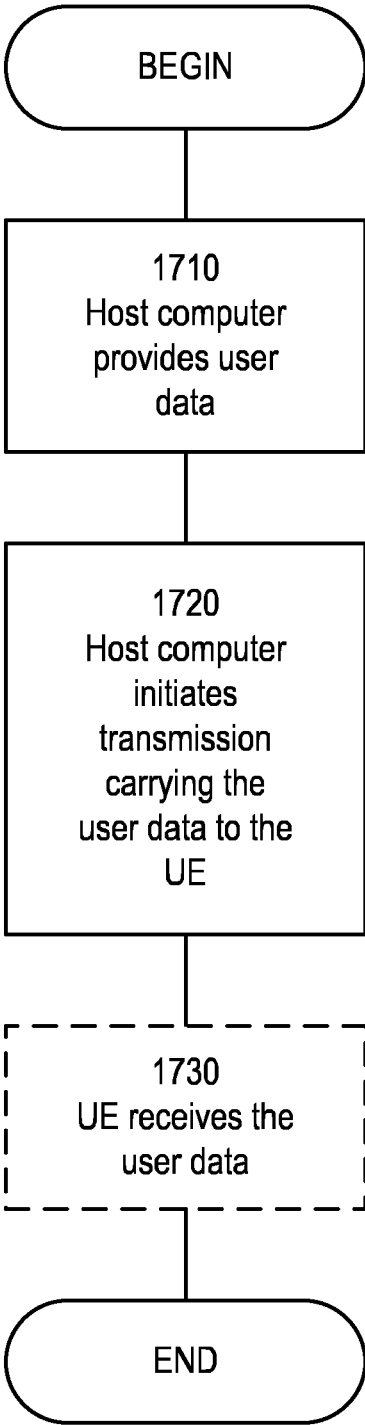 BEGIN
1710
Host computer
provides user
data
1720
Host computer
initiates
transmission
carrying the
user data to the
UE
1730
UE receives the
user data
END